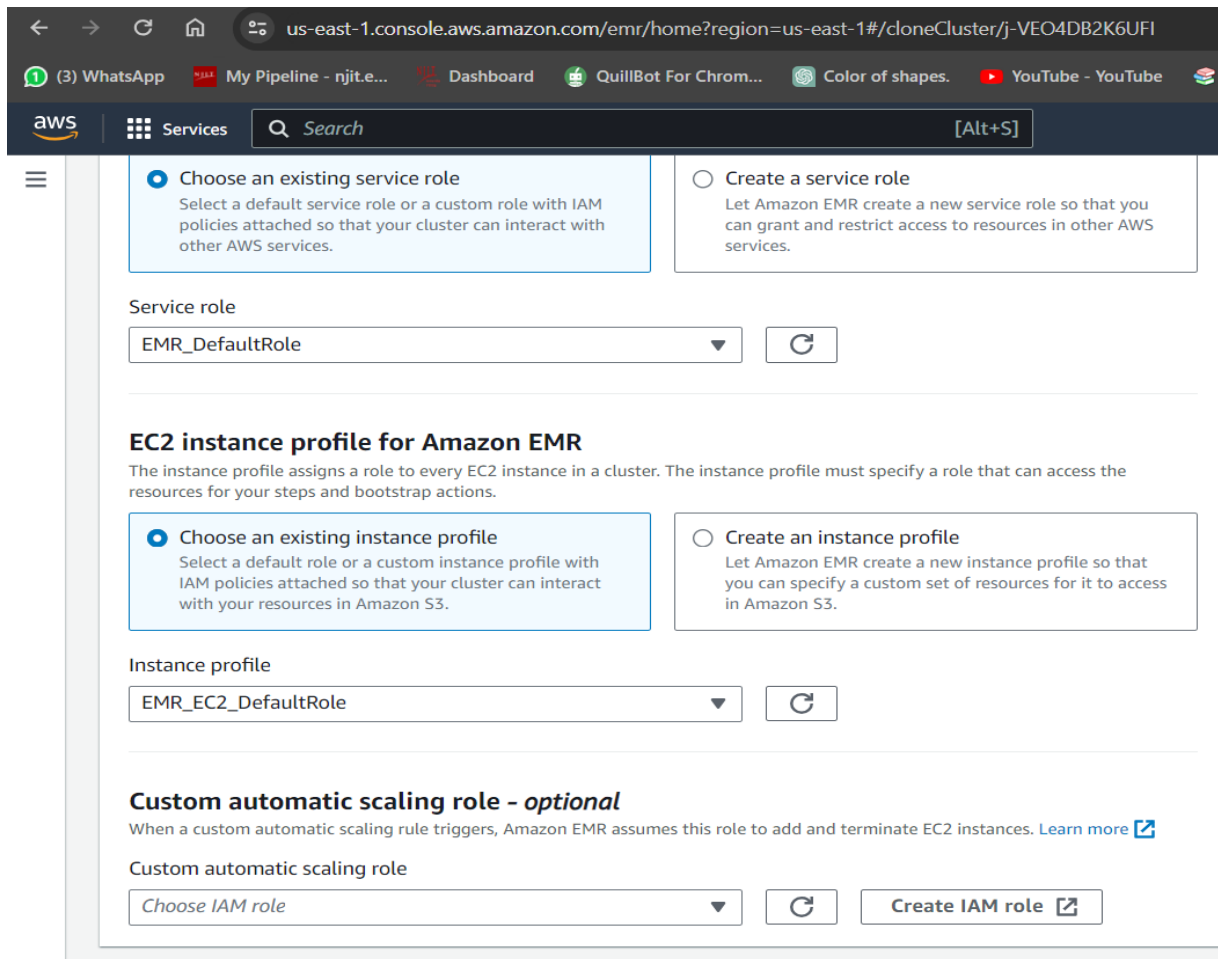 us-east-1.console.aws.amazon.com/emr/home?region=us-east-1#/cloneCluster/j-VEO4DB2K6UFI
1 (3) WhatsApp NJIT My Pipeline - njit.e... Dashboard QuillBot For Chrom... Color of shapes. YouTube - YouTube
aws Services Search [Alt+S]
Choose an existing service role
Select a default service role or a custom role with IAM
policies attached so that your cluster can interact with
other AWS services.
Create a service role
Let Amazon EMR create a new service role so that you
can grant and restrict access to resources in other AWS
services.
Service role
EMR_DefaultRole
EC2 instance profile for Amazon EMR
The instance profile assigns a role to every EC2 instance in a cluster. The instance profile must specify a role that can access the
resources for your steps and bootstrap actions.
Choose an existing instance profile
Select a default role or a custom instance profile with
IAM policies attached so that your cluster can interact
with your resources in Amazon S3.
Create an instance profile
Let Amazon EMR create a new instance profile so that
you can specify a custom set of resources for it to access
in Amazon S3.
Instance profile
EMR_EC2_DefaultRole
Custom automatic scaling role - optional
When a custom automatic scaling rule triggers, Amazon EMR assumes this role to add and terminate EC2 instances. Learn more
Custom automatic scaling role
Choose IAM role
Create IAM role